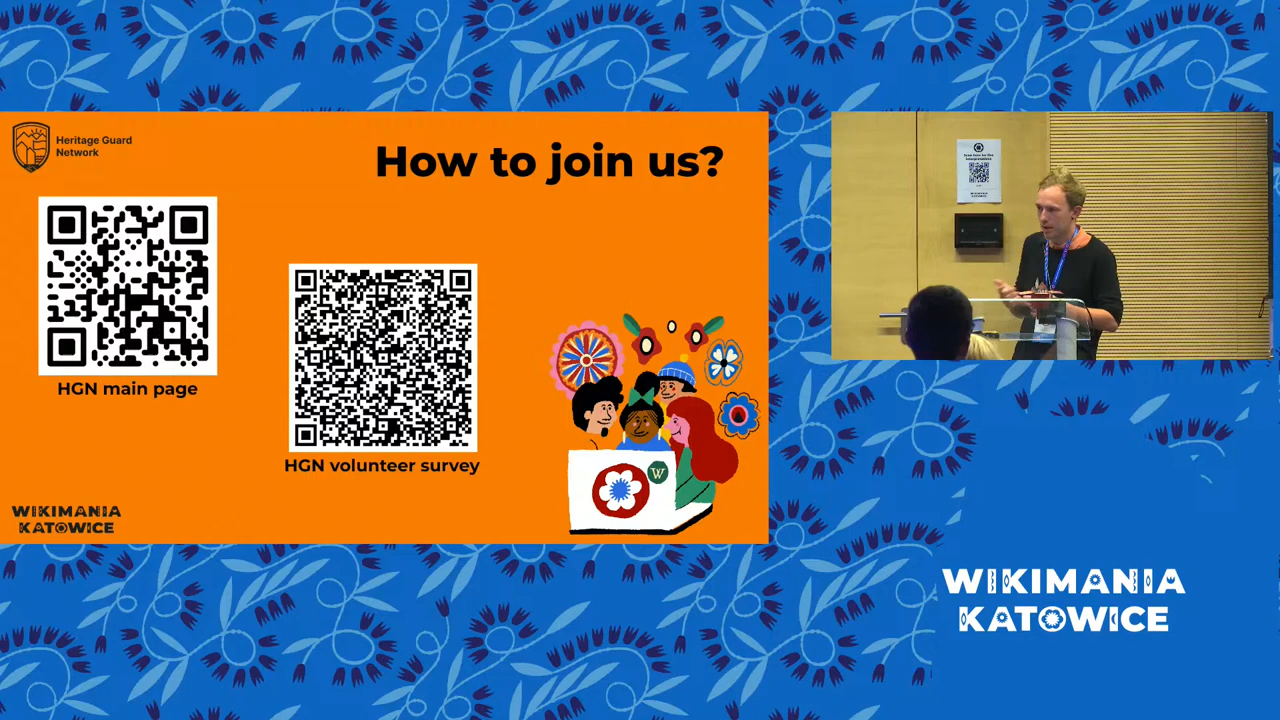 Heritage Guard
Network
How to join us?
HGN main page
HGN volunteer survey
W
WIKIMANIA
KATOWICE
WIKIMANIA
KATOWICE